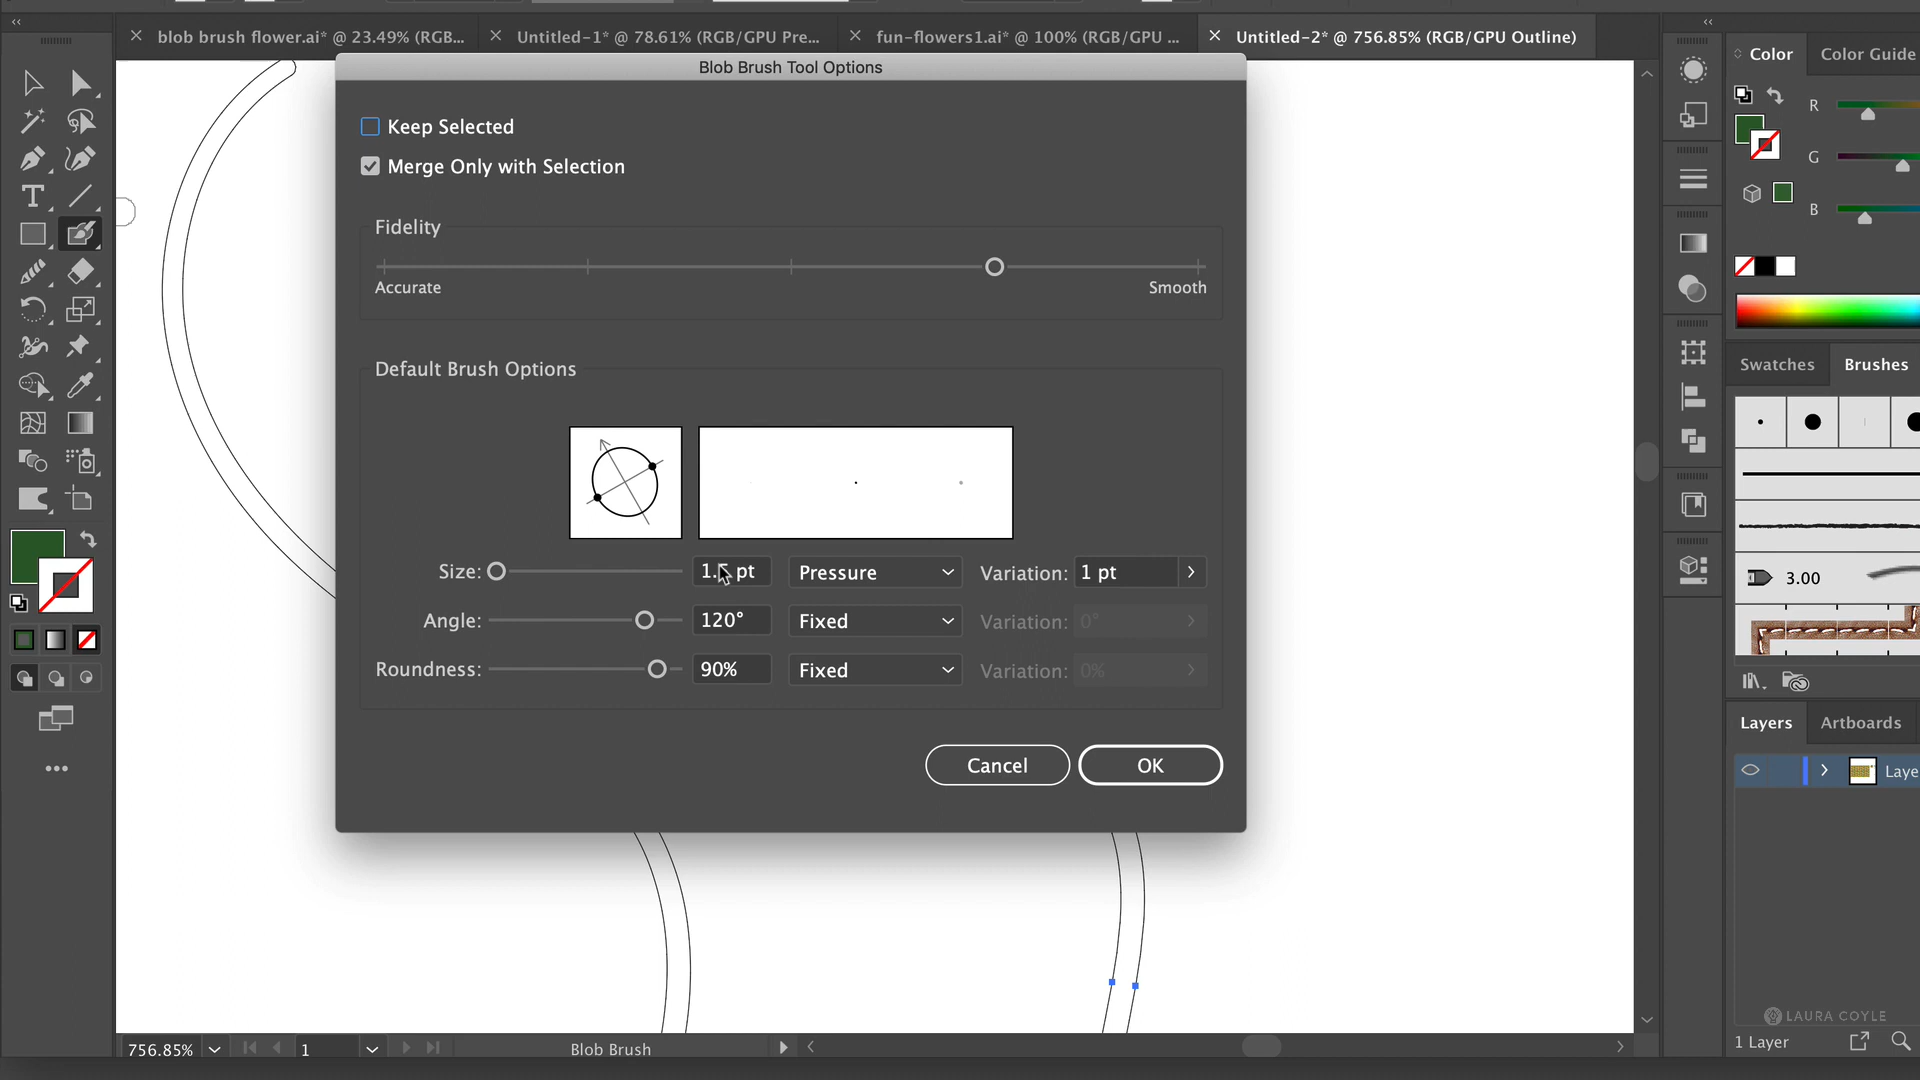 blob brush flower.ai* @ 23.49% (RGB...
Untitled-1* @ 78.61% (RGB/GPU Pre...
fun-flowers1.ai* @ 100% (RGB/GPU ...
Untitled-2* @ 756.85% (RGB/GPU Outline)
Blob Brush Tool Options
Color
Color Guide
Keep Selected
R
Merge Only with Selection
G
T
B
Fidelity
Accurate
Smooth
Default Brush Options
Swatches
Brushes
Size:
pt
Pressure
Variation:
1 pt
3.00
Angle:
120°
Fixed
Variation:
0°
Roundness:
90%
Fixed
Variation:
0%
Layers
Artboards
Cancel
OK
Laye
LAURA COYLE
756.85%
1
Blob Brush
1 Layer